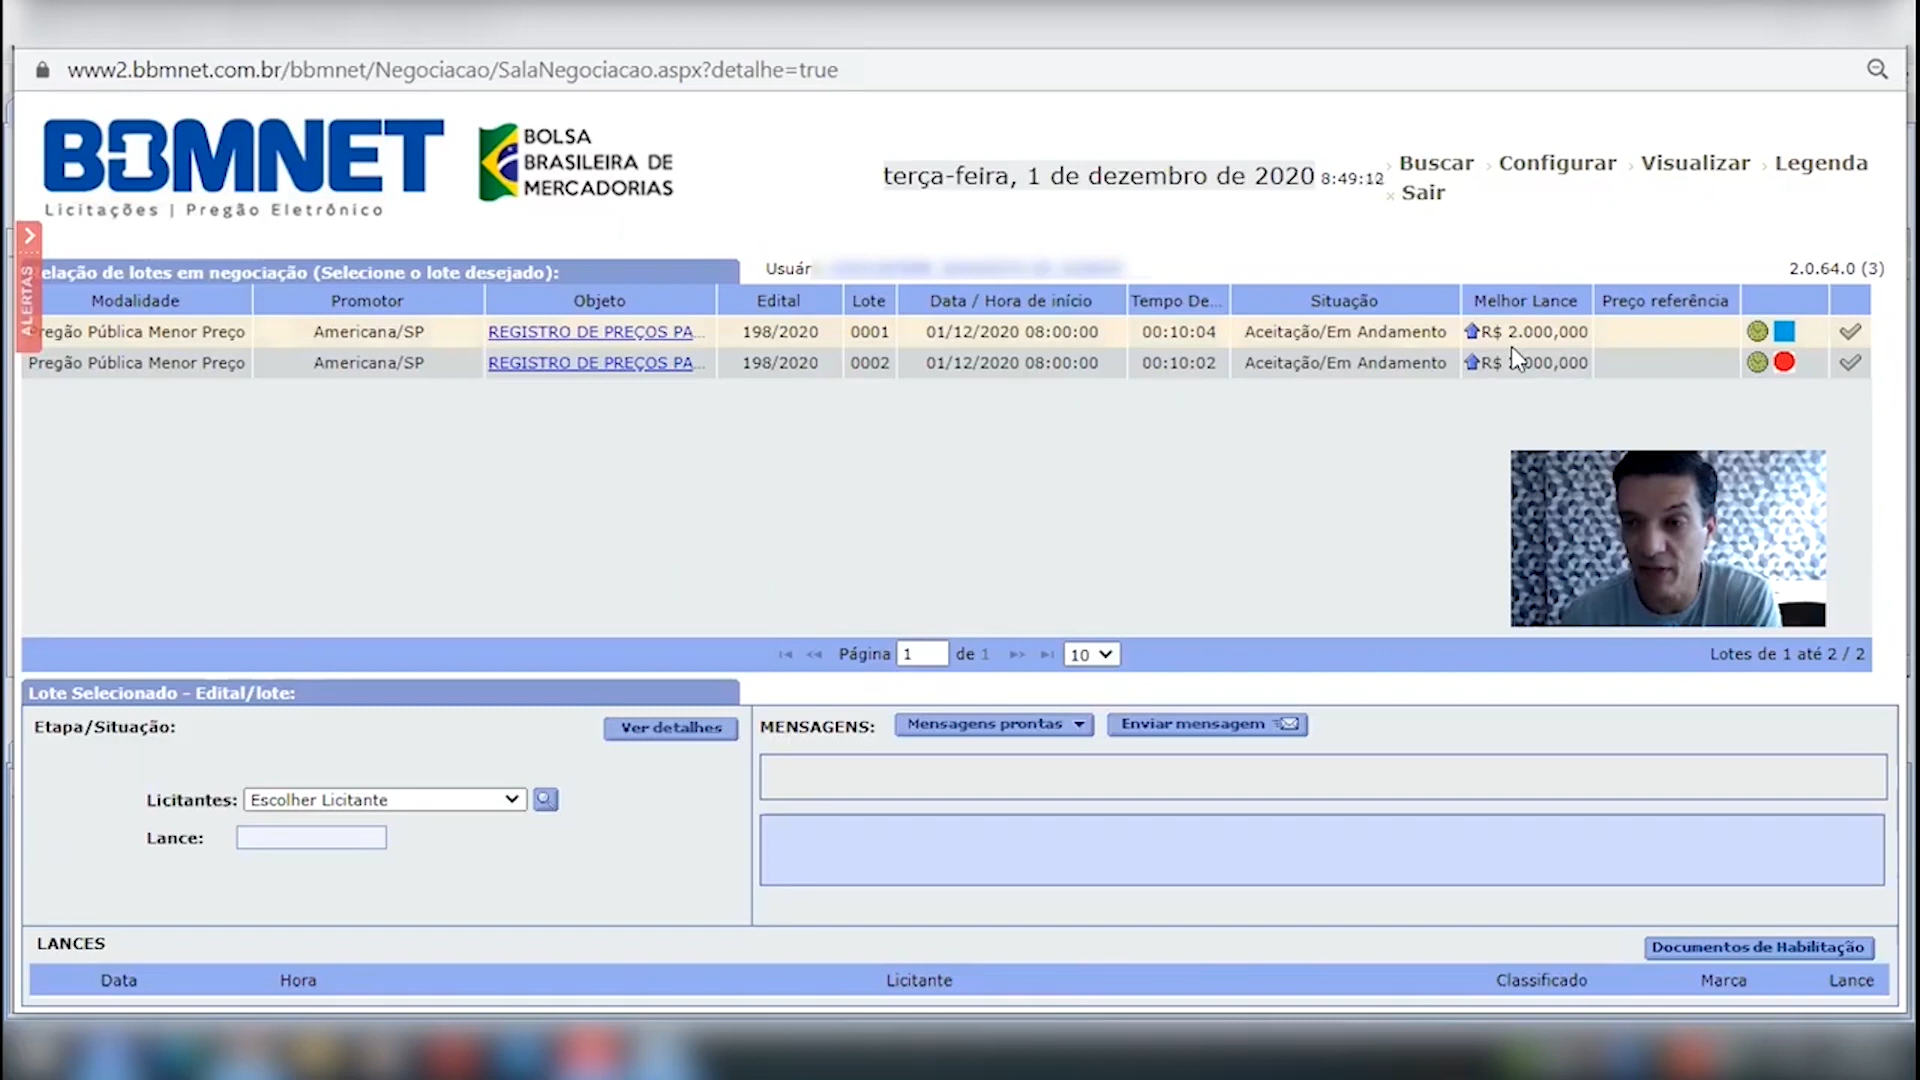 www2.bbmnet.com.br/bbmnet/Negociacao/SalaNegociacao.aspx?detalhe=true
BBMNET
Licitações | Pregão Eletrônico
BOLSA
BRASILEIRA DE
MERCADORIAS
terça-feira, 1 de dezembro de 2020 8:49:12
Buscar Configurar Visualizar Legenda
Sair
ALERTAS
elação de lotes em negociação (Selecione o lote desejado):
Usuár
2.0.64.0 (3)
Modalidade Promotor Objeto Edital Lote Data / Hora de início Tempo De... Situação Melhor Lance Preço referência
Pregão Pública Menor Preço Americana/SP REGISTRO DE PREÇOS PA... 198/2020 0001 01/12/2020 08:00:00 00:10:04 Aceitação/Em Andamento R$ 2.000,000
Pregão Pública Menor Preço Americana/SP REGISTRO DE PREÇOS PA... 198/2020 0002 01/12/2020 08:00:00 00:10:02 Aceitação/Em Andamento R$ 000,000
Página 1 de 1 10 Lotes de 1 até 2 / 2
Lote Selecionado - Edital/lote:
Etapa/Situação: Ver detalhes
MENSAGENS: Mensagens prontas Enviar mensagem
Licitantes: Escolher Licitante
Lance:
LANCES
Documentos de Habilitação
Data Hora Licitante Classificado Marca Lance